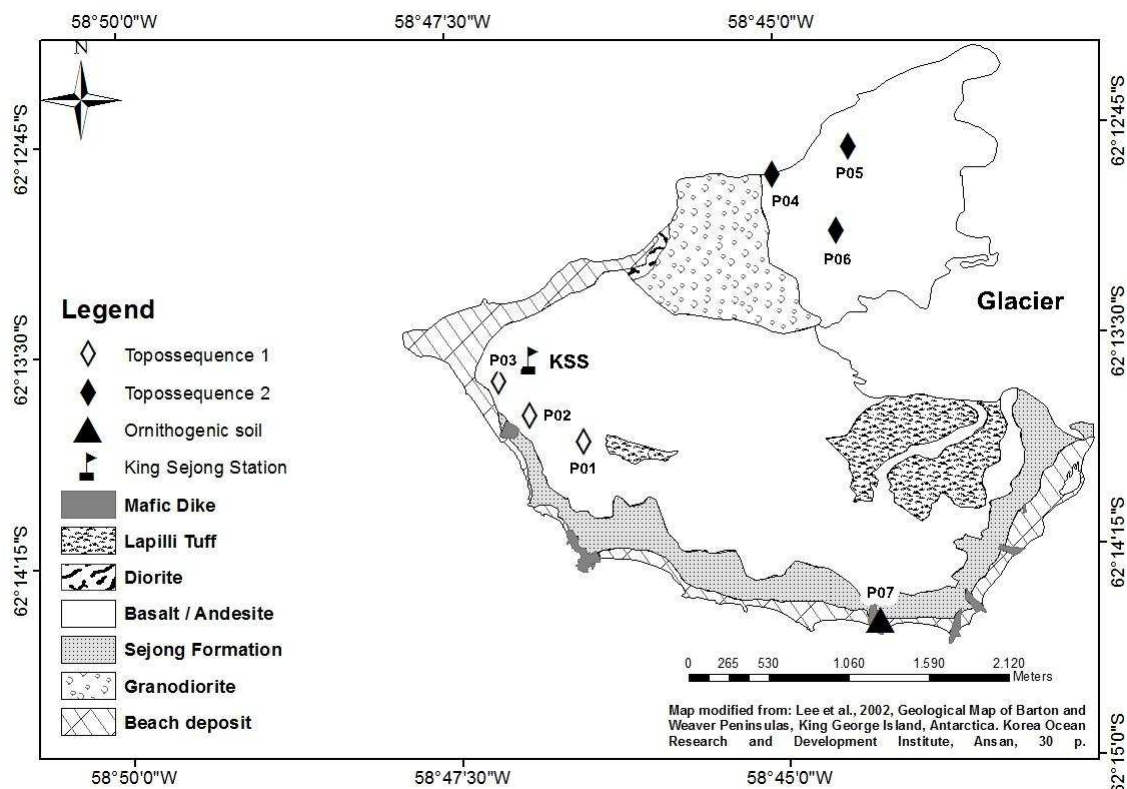 58°50'0"W 58°47'30"W 58°45'0"W
N
62°12'45"S
62°12'45"S
P05
P04
P06
Glacier
Legend
62°13'30"S
62°13'30"S
Topossequence 1
P03
KSS
Topossequence 2
P02
Ornithogenic soil
P01
King Sejong Station
Mafic Dike
Lapilli Tuff
62°14'15"S
62°14'15"S
Diorite
P07
Basalt / Andesite
Sejong Formation
0 265 530 1.060 1.590 2.120
Meters
Granodiorite
Beach deposit
Map modified from: Lee et al., 2002, Geological Map of Barton and
Weaver Peninsulas, King George Island, Antarctica. Korea Ocean
Research and Development Institute, Ansan, 30 p.
62°15'0"S
58°50'0"W 58°47'30"W 58°45'0"W